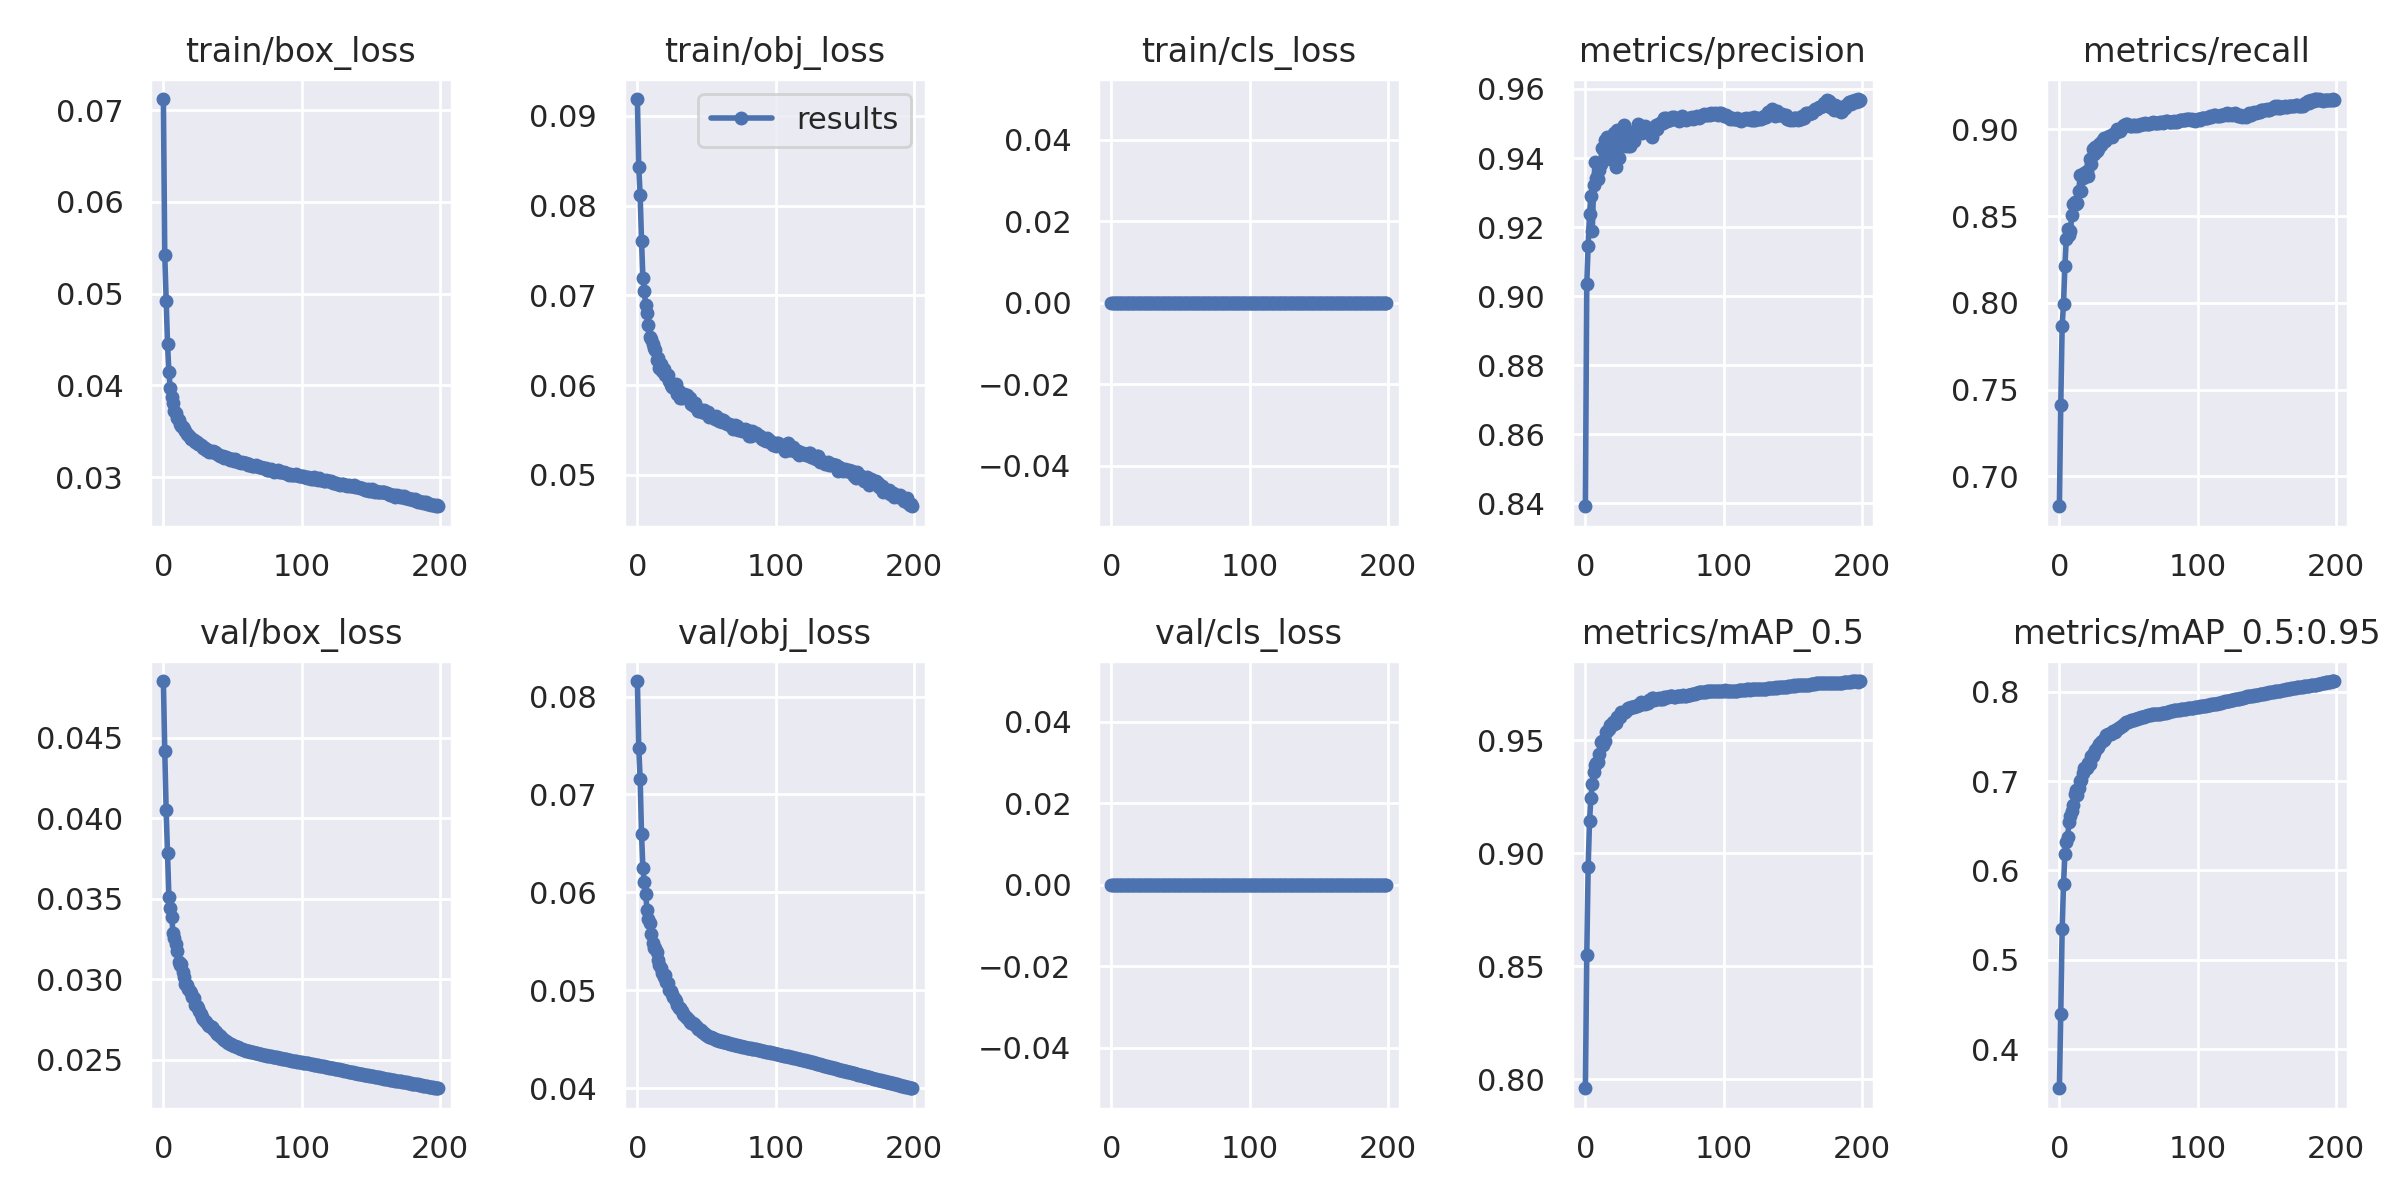 train/box_loss
0.07
0.06
0.05
0.04
0.03
0 100 200
train/obj_loss
results
0.09
0.08
0.07
0.06
0.05
0 100 200
train/cls_loss
0.04
0.02
0.00
−0.02
−0.04
0 100 200
metrics/precision
0.96
0.94
0.92
0.90
0.88
0.86
0.84
0 100 200
metrics/recall
0.90
0.85
0.80
0.75
0.70
0 100 200
val/box_loss
0.045
0.040
0.035
0.030
0.025
0 100 200
val/obj_loss
0.08
0.07
0.06
0.05
0.04
0 100 200
val/cls_loss
0.04
0.02
0.00
−0.02
−0.04
0 100 200
metrics/mAP_0.5
0.95
0.90
0.85
0.80
0 100 200
metrics/mAP_0.5:0.95
0.8
0.7
0.6
0.5
0.4
0 100 200